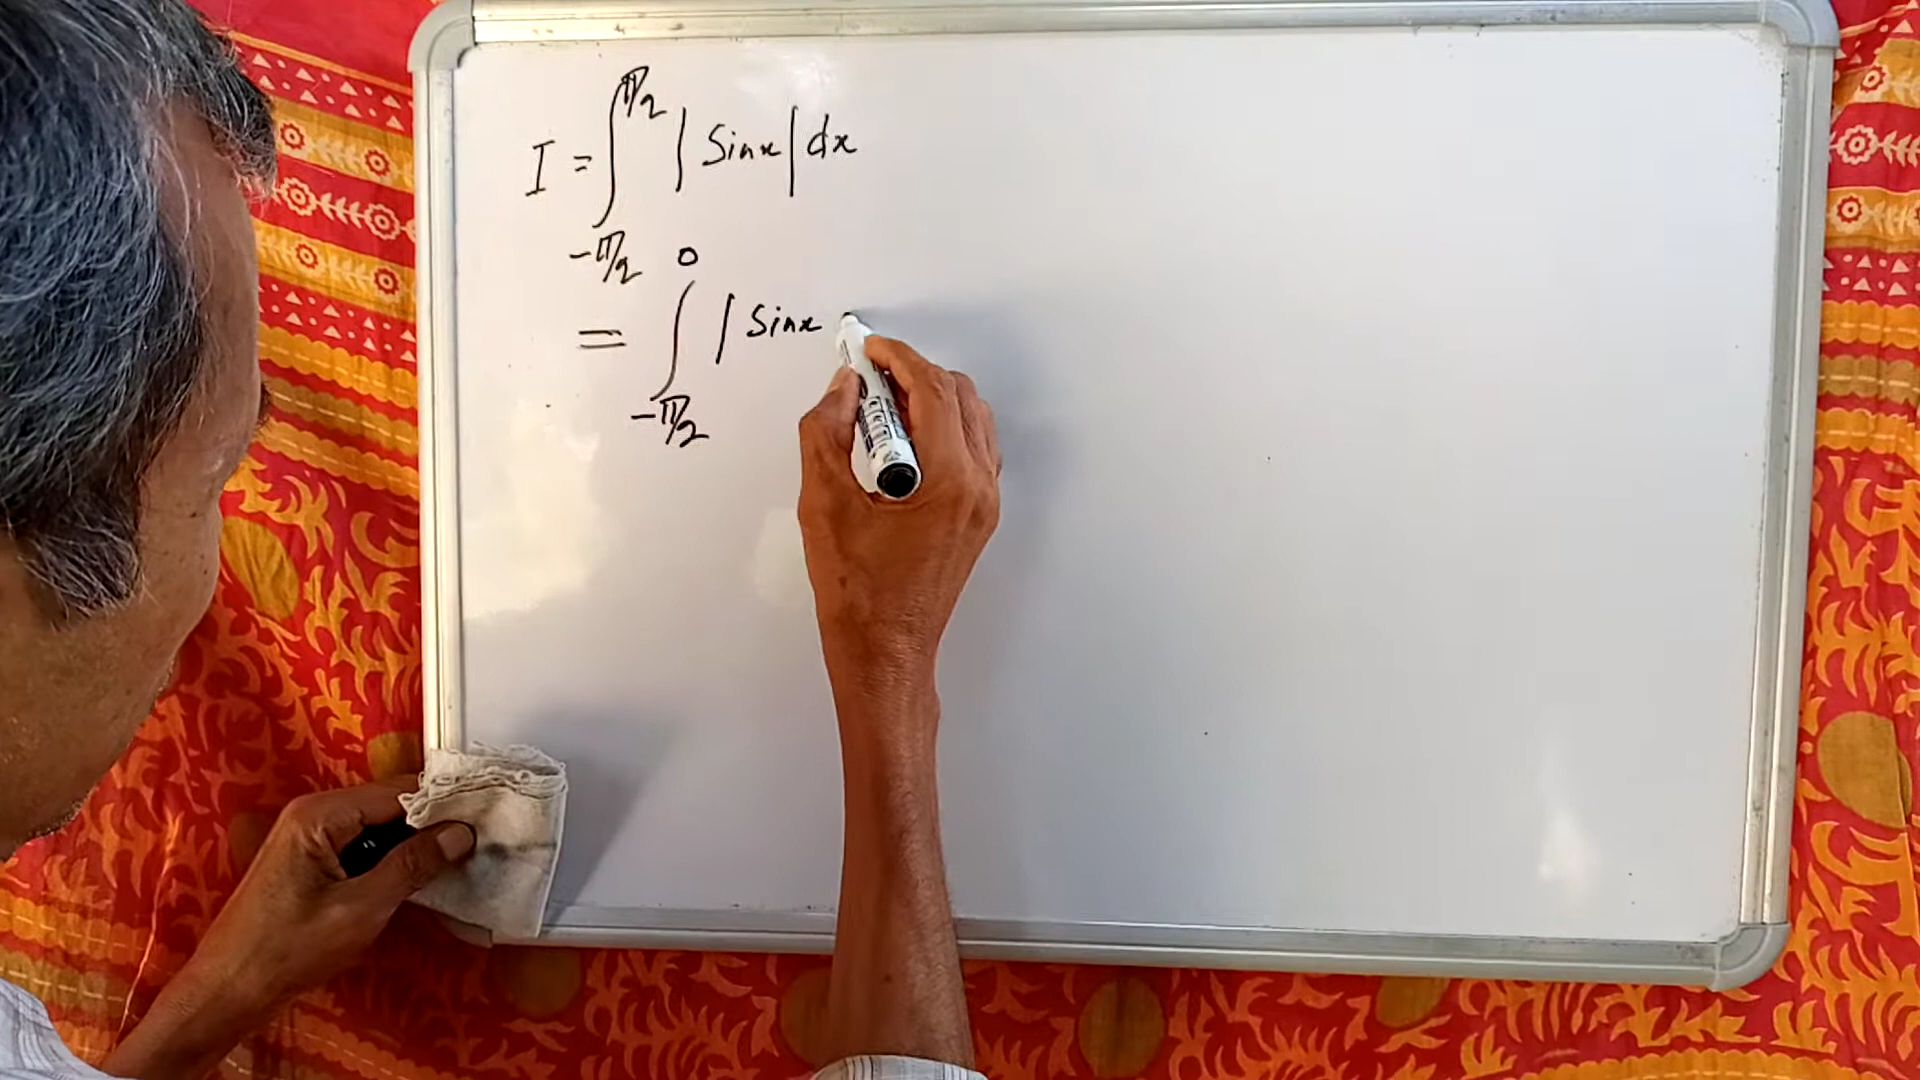 I = ∫_{-π/2}^{π/2} | Sinx | dx
= ∫_{-π/2}^{0} | Sinx